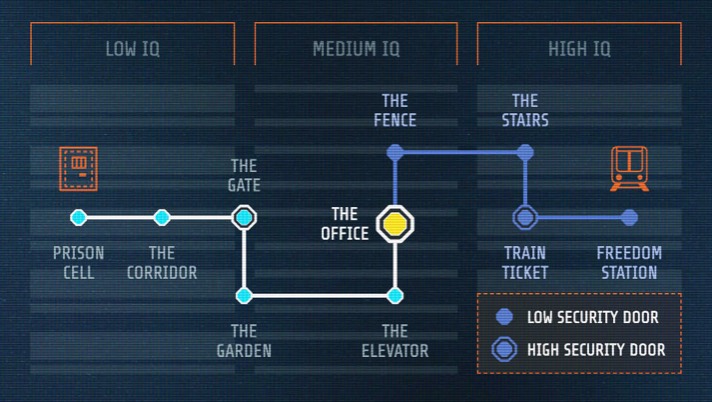 LOW IQ
MEDIUM IQ
HIGH IQ
THE
FENCE
THE
STAIRS
THE
GATE
THE
OFFICE
PRISON
CELL
THE
CORRIDOR
TRAIN
TICKET
FREEDOM
STATION
THE
GARDEN
THE
ELEVATOR
LOW SECURITY DOOR
HIGH SECURITY DOOR